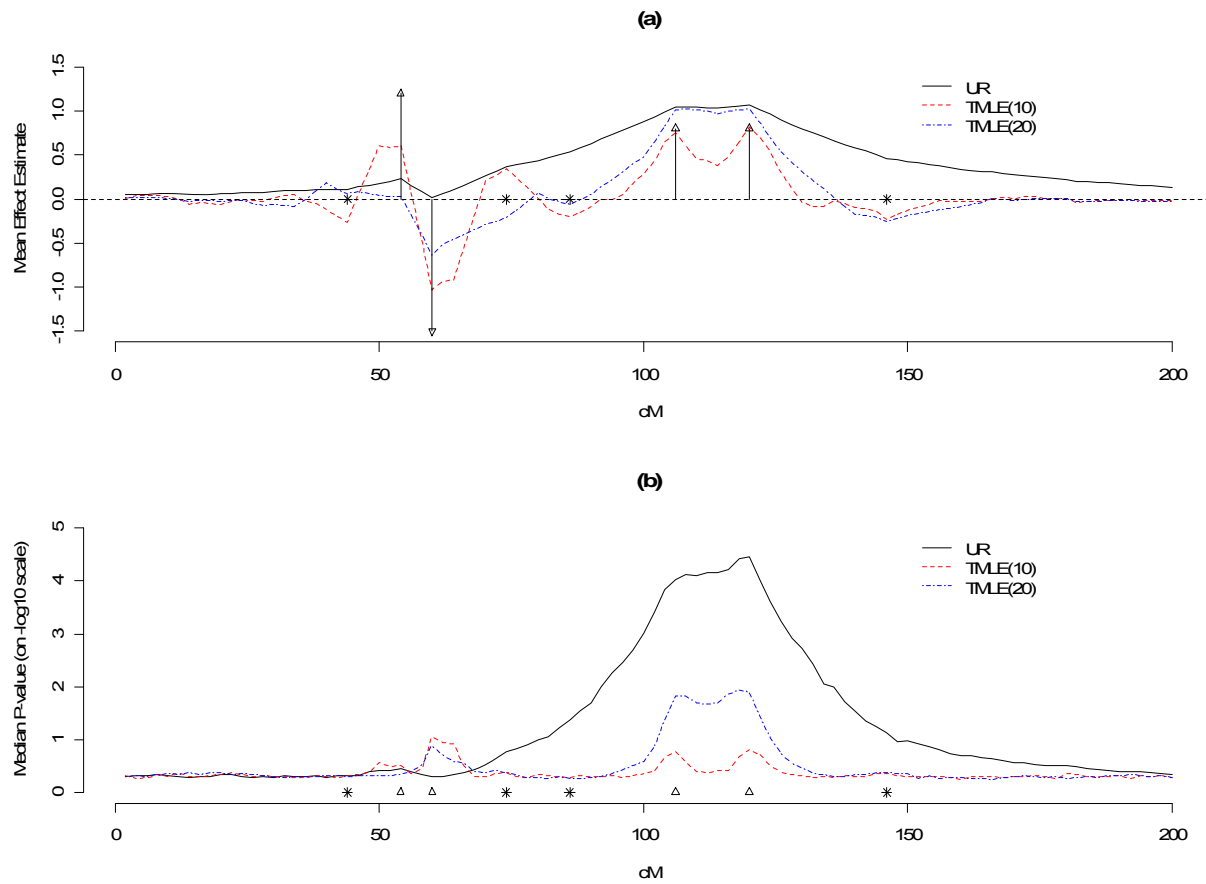 (a)
Mean Effect Estimate
1.5
1.0
0.5
0.0
-0.5
-1.0
-1.5
UR
TMLE(10)
TMLE(20)
0 50 100 150 200
cM
(b)
Median P-value (on -log10 scale)
5
4
3
2
1
0
UR
TMLE(10)
TMLE(20)
0 50 100 150 200
cM